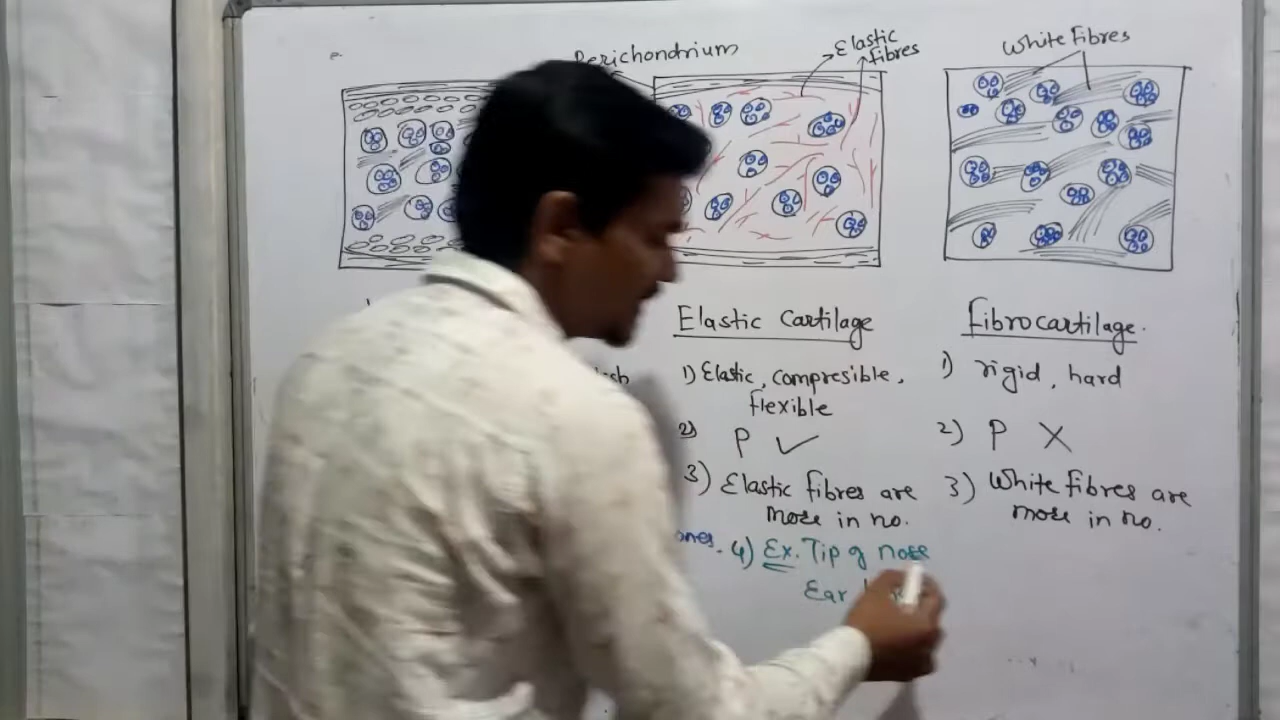 Perichondrium
Elastic
fibres
White Fibres
Elastic Cartilage
1) Elastic, compresible,
flexible
2) P ✓
3) Elastic fibres are
more in no.
ones. 4) Ex. Tip of nose
Ear
Fibrocartilage.
1) rigid, hard
2) P X
3) White fibres are
more in no.